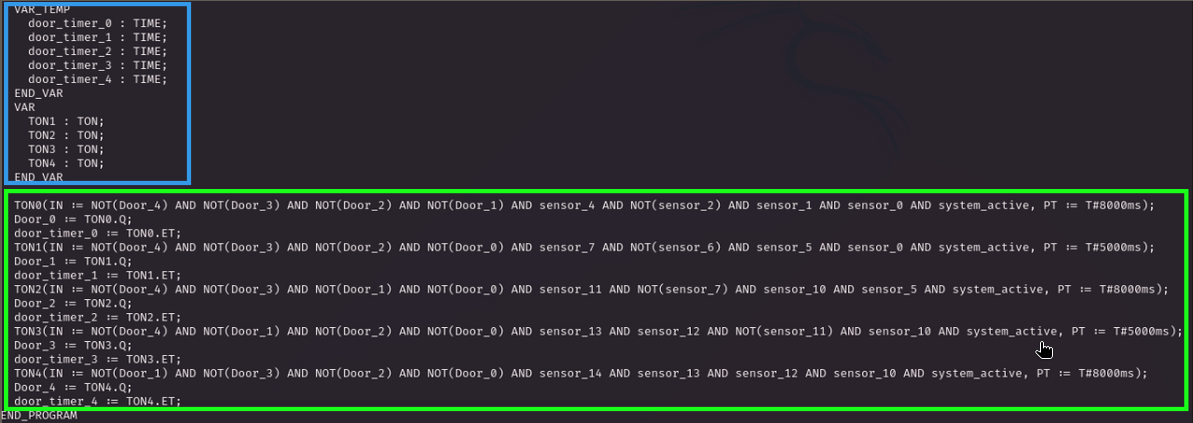 VAR_TEMP
door_timer_0 : TIME;
door_timer_1 : TIME;
door_timer_2 : TIME;
door_timer_3 : TIME;
door_timer_4 : TIME;
END_VAR
VAR
TON1 : TON;
TON2 : TON;
TON3 : TON;
TON4 : TON;
END_VAR
TON0(IN := NOT(Door_4) AND NOT(Door_3) AND NOT(Door_2) AND NOT(Door_1) AND sensor_4 AND NOT(sensor_2) AND sensor_1 AND sensor_0 AND system_active, PT := T#8000ms);
Door_0 := TON0.Q;
door_timer_0 := TON0.ET;
TON1(IN := NOT(Door_4) AND NOT(Door_3) AND NOT(Door_2) AND NOT(Door_0) AND sensor_7 AND NOT(sensor_6) AND sensor_5 AND sensor_0 AND system_active, PT := T#5000ms);
Door_1 := TON1.Q;
door_timer_1 := TON1.ET;
TON2(IN := NOT(Door_4) AND NOT(Door_3) AND NOT(Door_1) AND NOT(Door_0) AND sensor_11 AND NOT(sensor_7) AND sensor_10 AND sensor_5 AND system_active, PT := T#8000ms);
Door_2 := TON2.Q;
door_timer_2 := TON2.ET;
TON3(IN := NOT(Door_4) AND NOT(Door_1) AND NOT(Door_2) AND NOT(Door_0) AND sensor_13 AND sensor_12 AND NOT(sensor_11) AND sensor_10 AND system_active, PT := T#5000ms);
Door_3 := TON3.Q;
door_timer_3 := TON3.ET;
TON4(IN := NOT(Door_1) AND NOT(Door_3) AND NOT(Door_2) AND NOT(Door_0) AND sensor_14 AND sensor_13 AND sensor_12 AND sensor_10 AND system_active, PT := T#8000ms);
Door_4 := TON4.Q;
door_timer_4 := TON4.ET;
END_PROGRAM